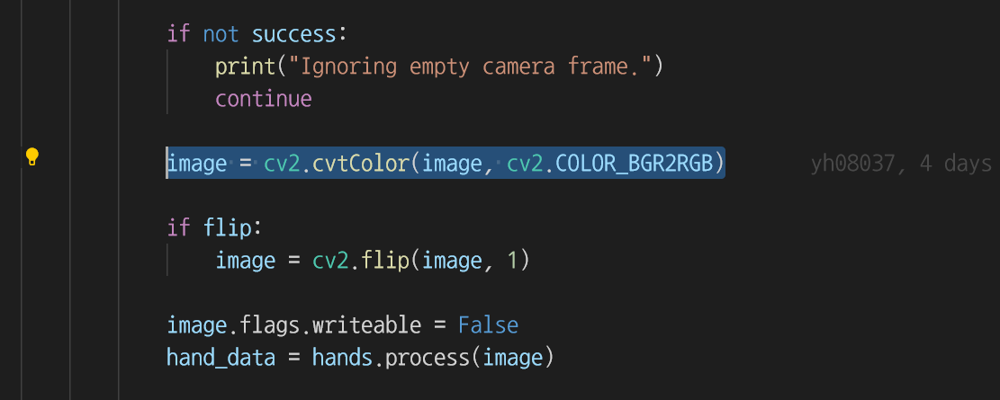 if not success:
print("Ignoring empty camera frame.")
continue
image = cv2.cvtColor(image, cv2.COLOR_BGR2RGB) yh08037, 4 days
if flip:
image = cv2.flip(image, 1)
image.flags.writeable = False
hand_data = hands.process(image)